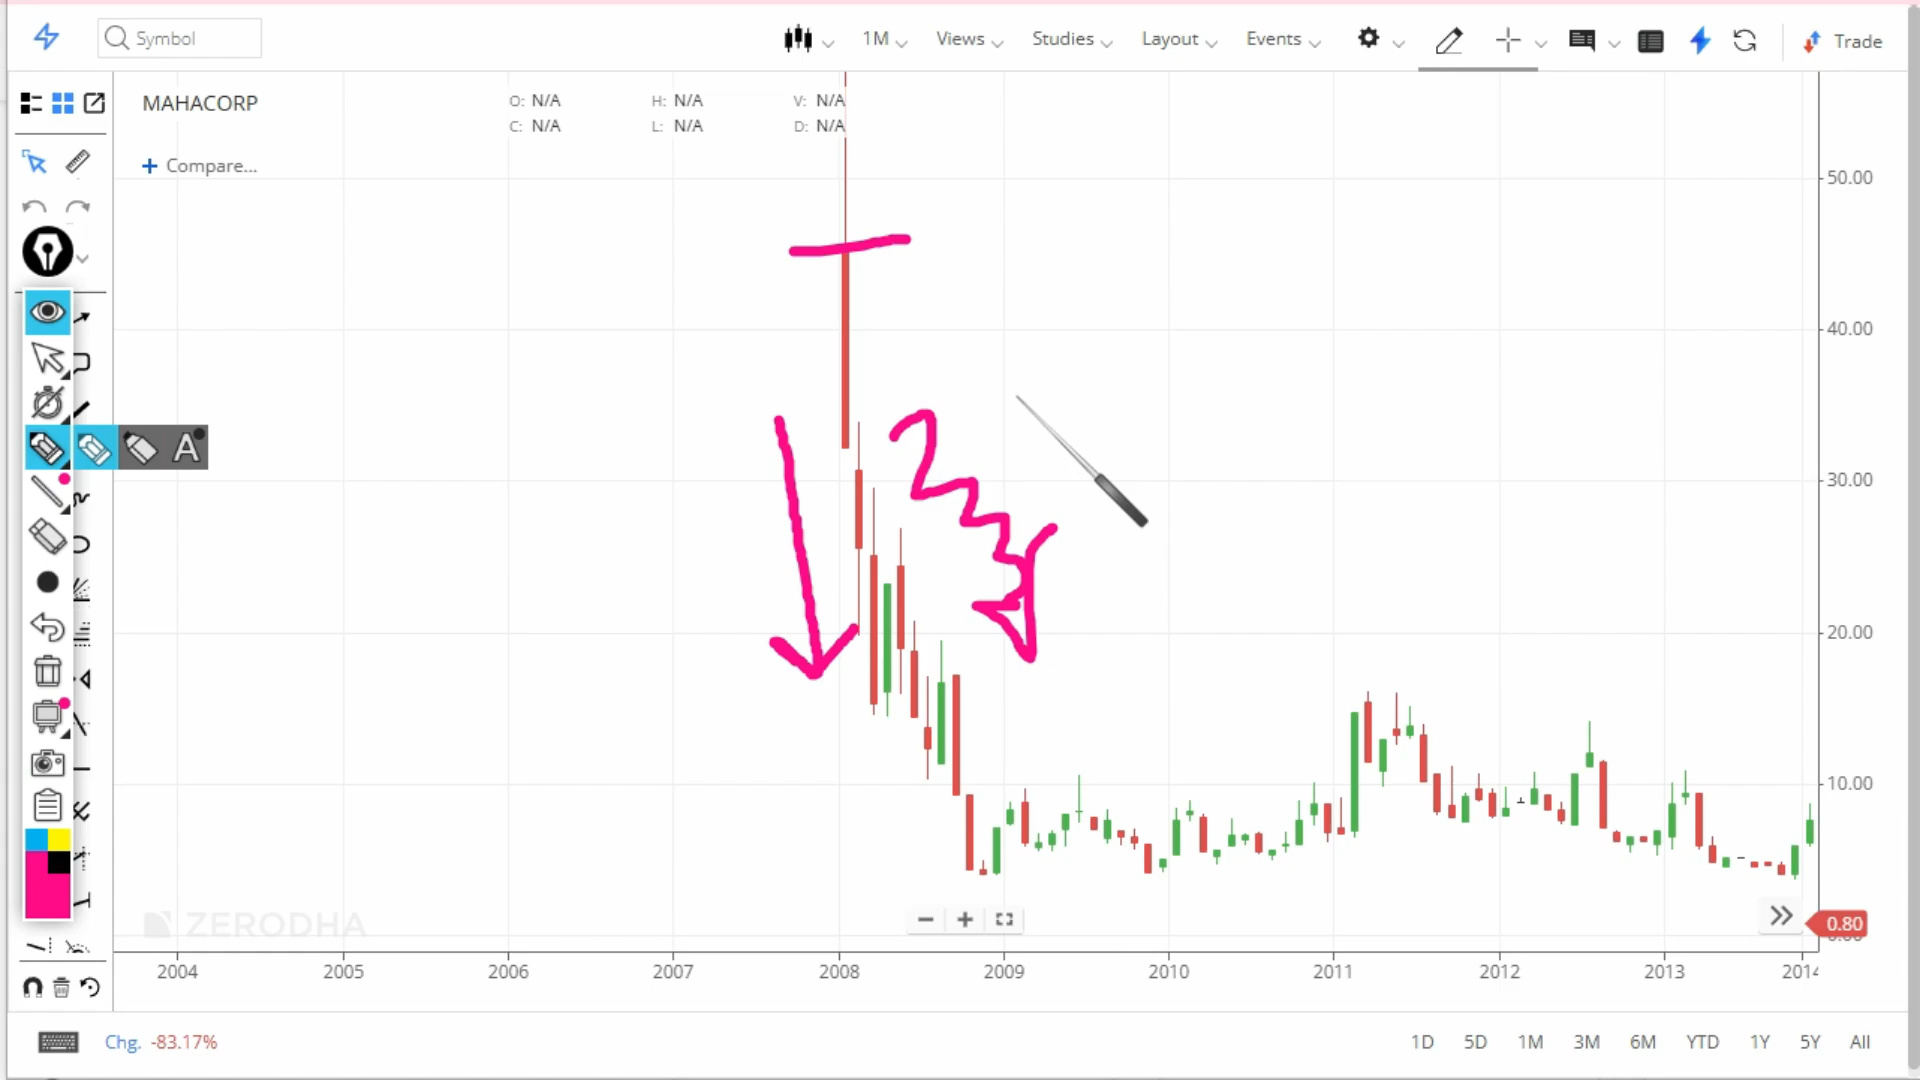 Symbol
1M
Views
Studies
Layout
Events
Trade
MAHACORP
O: N/A H: N/A V: N/A
C: N/A L: N/A D: N/A
+ Compare...
50.00
40.00
A
30.00
20.00
10.00
ZERODHA
0.80
2004 2005 2006 2007 2008 2009 2010 2011 2012 2013 2014
Chg. -83.17%
1D 5D 1M 3M 6M YTD 1Y 5Y All